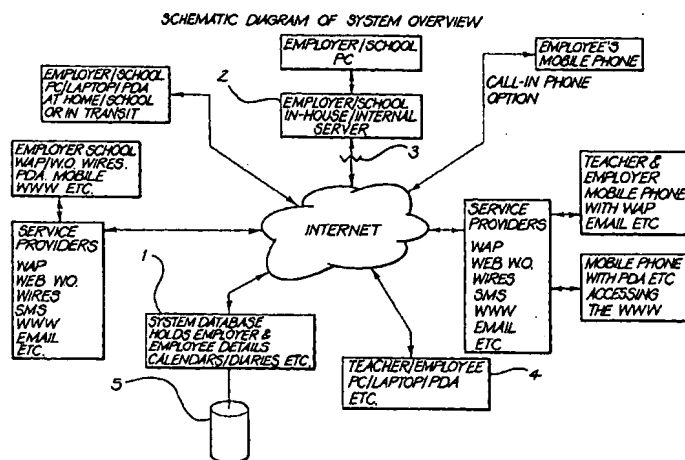 SCHEMATIC DIAGRAM OF SYSTEM OVERVIEW
EMPLOYER/SCHOOL
PC
EMPLOYEE'S
MOBILE PHONE
CALL-IN PHONE
OPTION
EMPLOYER/SCHOOL
PC/LAPTOP/PDA
AT HOME/SCHOOL
OR IN TRANSIT
2
EMPLOYER/SCHOOL
IN-HOUSE/INTERNAL
SERVER
3
EMPLOYER SCHOOL
WAP/W.O. WIRES.
PDA. MOBILE
WWW ETC.
TEACHER &
EMPLOYER
MOBILE PHONE
WITH WAP
EMAIL ETC
INTERNET
SERVICE
PROVIDERS
WAP
WEB W.O.
WIRES
SMS
WWW
EMAIL
ETC.
SERVICE
PROVIDERS
WAP
WEB W.O.
WIRES
SMS
WWW
EMAIL
ETC
MOBILE PHONE
WITH PDA ETC
ACCESSING
THE WWW
1
SYSTEM DATABASE
HOLDS EMPLOYER &
EMPLOYEE DETAILS
CALENDARS/DIARIES ETC.
TEACHER/EMPLOYEE
PC/LAPTOP/PDA
ETC.
4
5